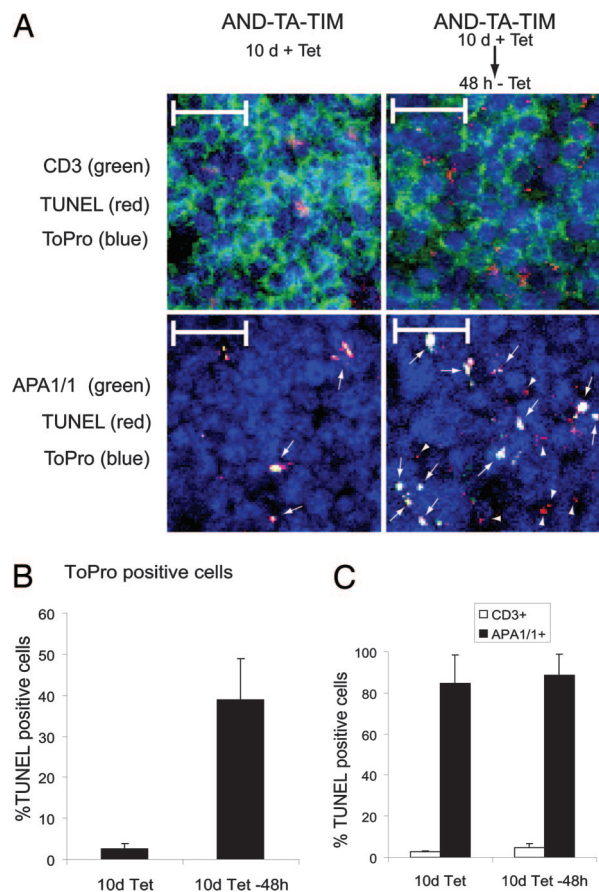 A
AND-TA-TIM
10 d + Tet
AND-TA-TIM
10 d + Tet
48 h - Tet
CD3 (green)
TUNEL (red)
ToPro (blue)
APA1/1 (green)
TUNEL (red)
ToPro (blue)
B
ToPro positive cells
%TUNEL positive cells
60
50
40
30
20
10
0
10d Tet
10d Tet -48h
C
CD3+
APA1/1+
% TUNEL positive cells
100
80
60
40
20
0
10d Tet
10d Tet -48h